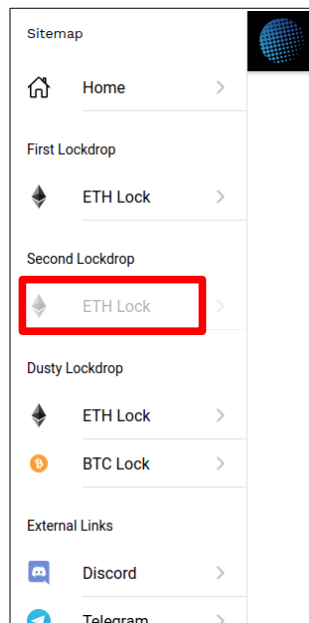 Sitemap
Home
First Lockdrop
ETH Lock
Second Lockdrop
ETH Lock
Dusty Lockdrop
ETH Lock
BTC Lock
External Links
Discord
Telegram